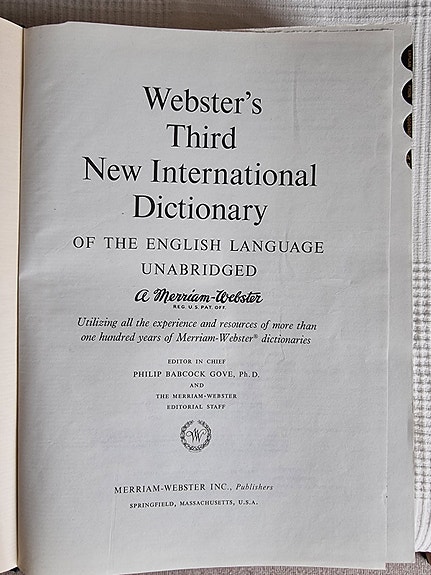 Webster's
Third
New International
Dictionary
OF THE ENGLISH LANGUAGE
UNABRIDGED
A Merriam-Webster
REG. U.S. PAT. OFF.
Utilizing all the experience and resources of more than
one hundred years of Merriam-Webster® dictionaries
EDITOR IN CHIEF
PHILIP BABCOCK GOVE, Ph.D.
AND
THE MERRIAM-WEBSTER
EDITORIAL STAFF
W
MERRIAM-WEBSTER INC., Publishers
SPRINGFIELD, MASSACHUSETTS, U.S.A.